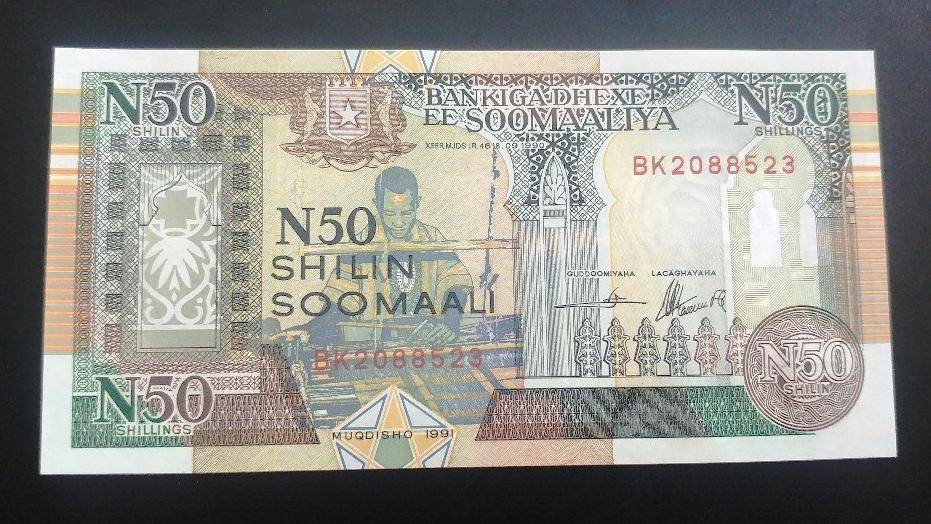 N50
SHILIN
BANKIGA DHEXE
EE SOOMAALIYA
N50
SHILLINGS
BK2088523
N50
SHILIN
SOOMAALI
GUDDOOMIYAHA LACAGHAYAHA
BK2088523
N50
SHILLINGS
MUQDISHO 1991
N50
SHILIN